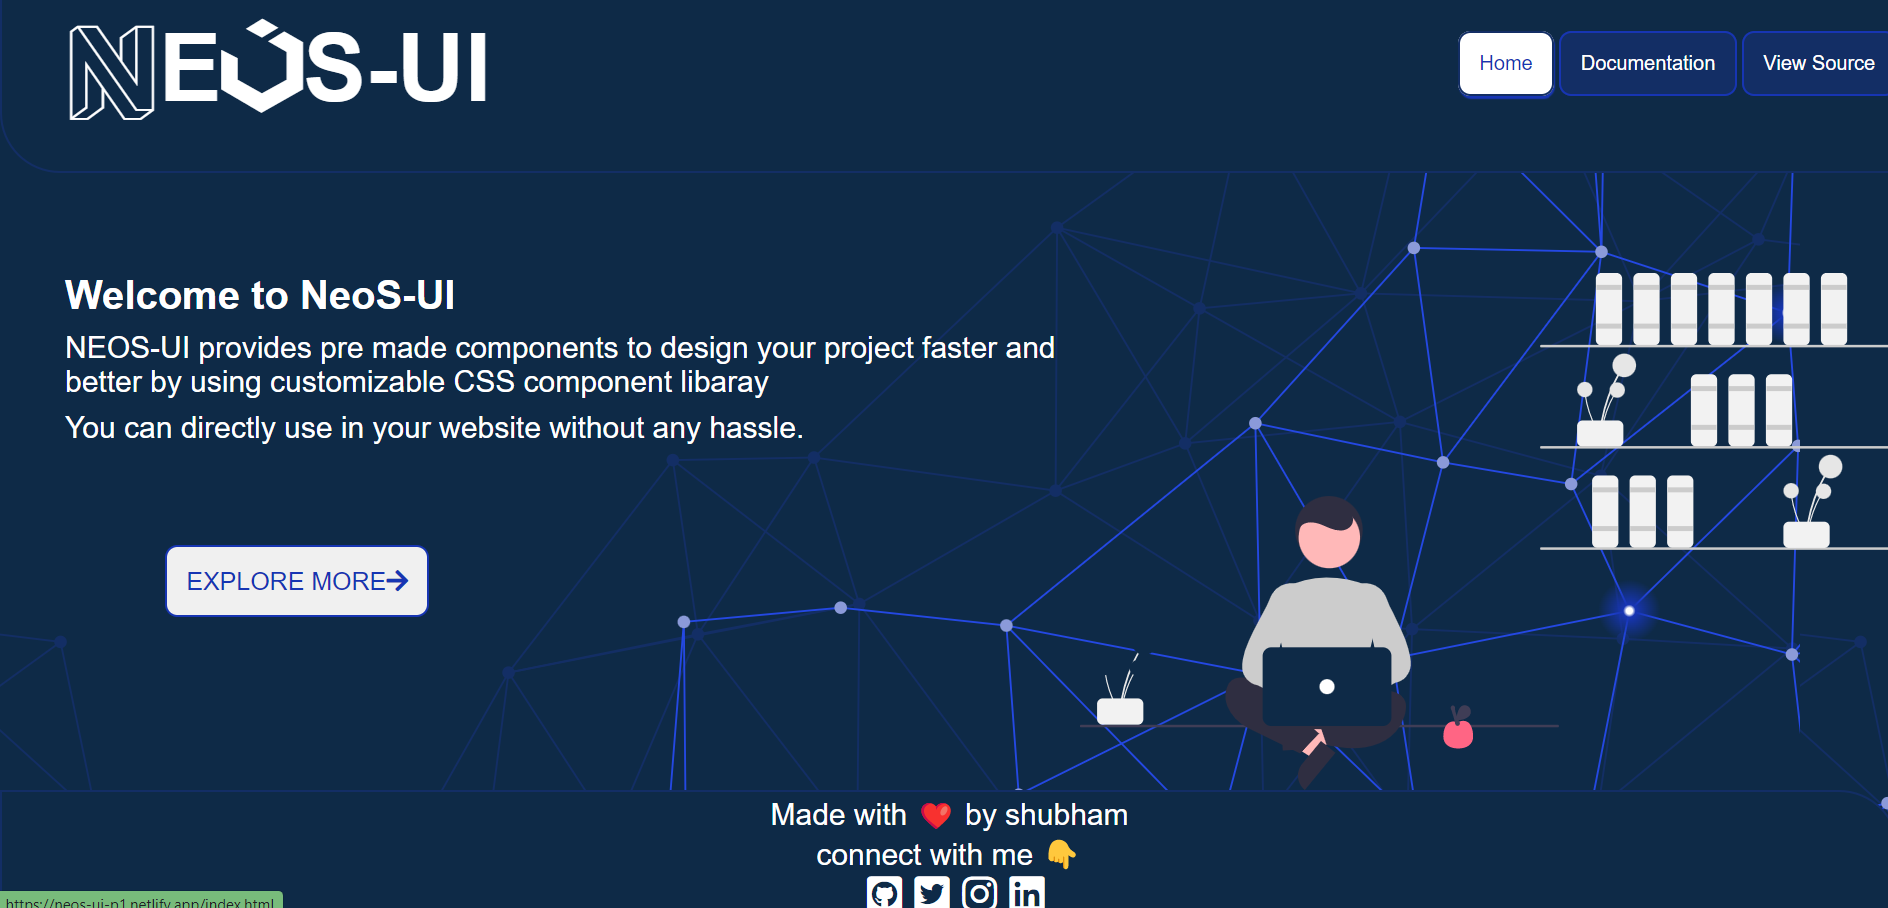 NEOS-UI
Home
Documentation
View Source
Welcome to NeoS-UI
NEOS-UI provides pre made components to design your project faster and
better by using customizable CSS component libaray
You can directly use in your website without any hassle.
EXPLORE MORE
Made with ❤️ by shubham
connect with me 👇
https://neos-ui-p1.netlify.app/index.html